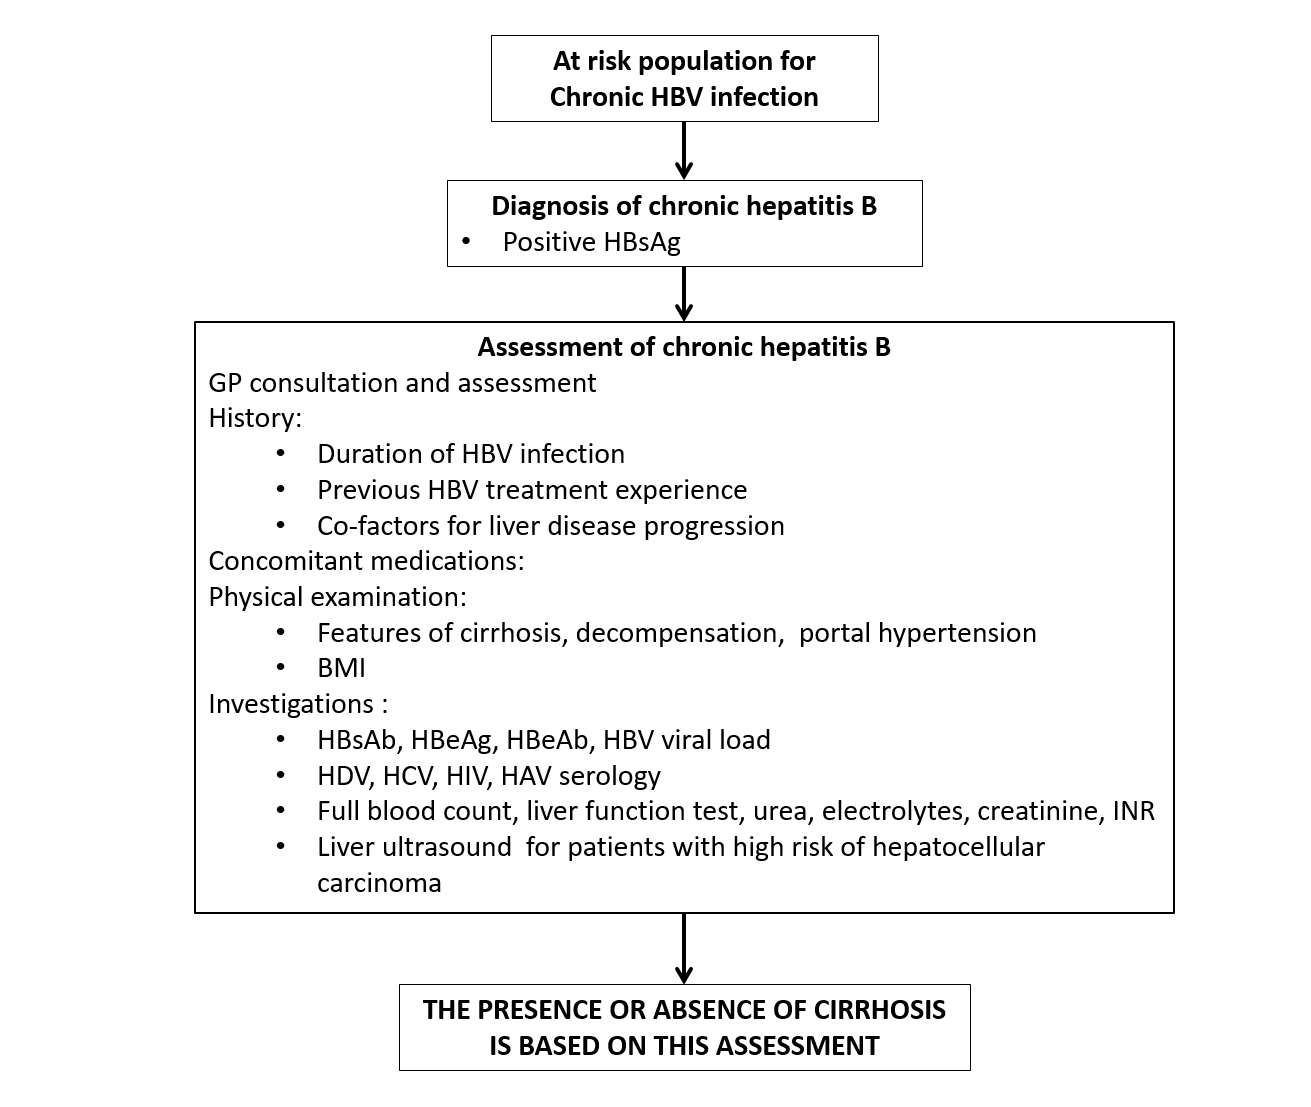 At risk population for
Chronic HBV infection
Diagnosis of chronic hepatitis B
• Positive HBsAg
Assessment of chronic hepatitis B
GP consultation and assessment
History:
• Duration of HBV infection
• Previous HBV treatment experience
• Co-factors for liver disease progression
Concomitant medications:
Physical examination:
• Features of cirrhosis, decompensation,  portal hypertension
• BMI
Investigations :
• HBsAb, HBeAg, HBeAb, HBV viral load
• HDV, HCV, HIV, HAV serology
• Full blood count, liver function test, urea, electrolytes, creatinine, INR
• Liver ultrasound  for patients with high risk of hepatocellular
carcinoma
THE PRESENCE OR ABSENCE OF CIRRHOSIS
IS BASED ON THIS ASSESSMENT